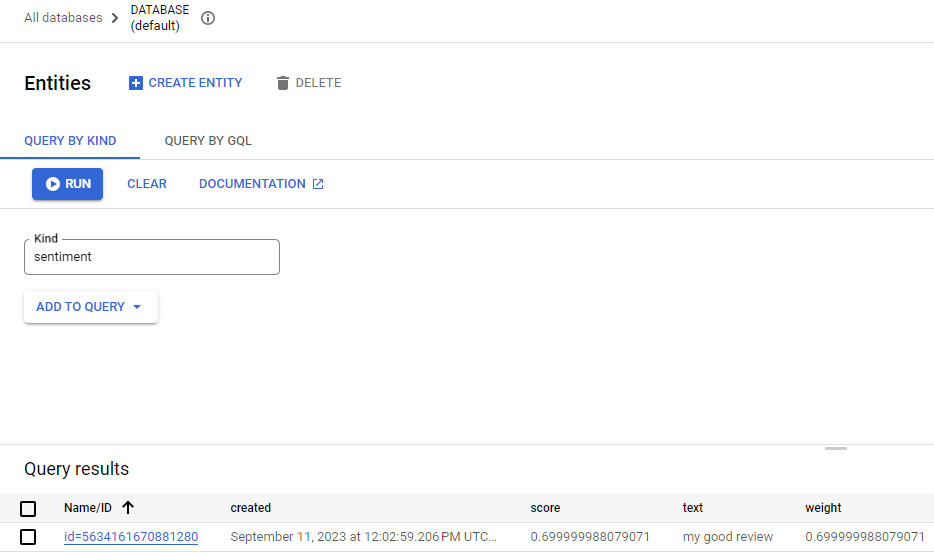 All databases
DATABASE
(default)
Entities
CREATE ENTITY
DELETE
QUERY BY KIND
QUERY BY GQL
RUN
CLEAR
DOCUMENTATION
Kind
sentiment
ADD TO QUERY
Query results
Name/ID created score text weight
id=5634161670881280 September 11, 2023 at 12:02:59.206 PM UTC... 0.699999988079071 my good review 0.699999988079071